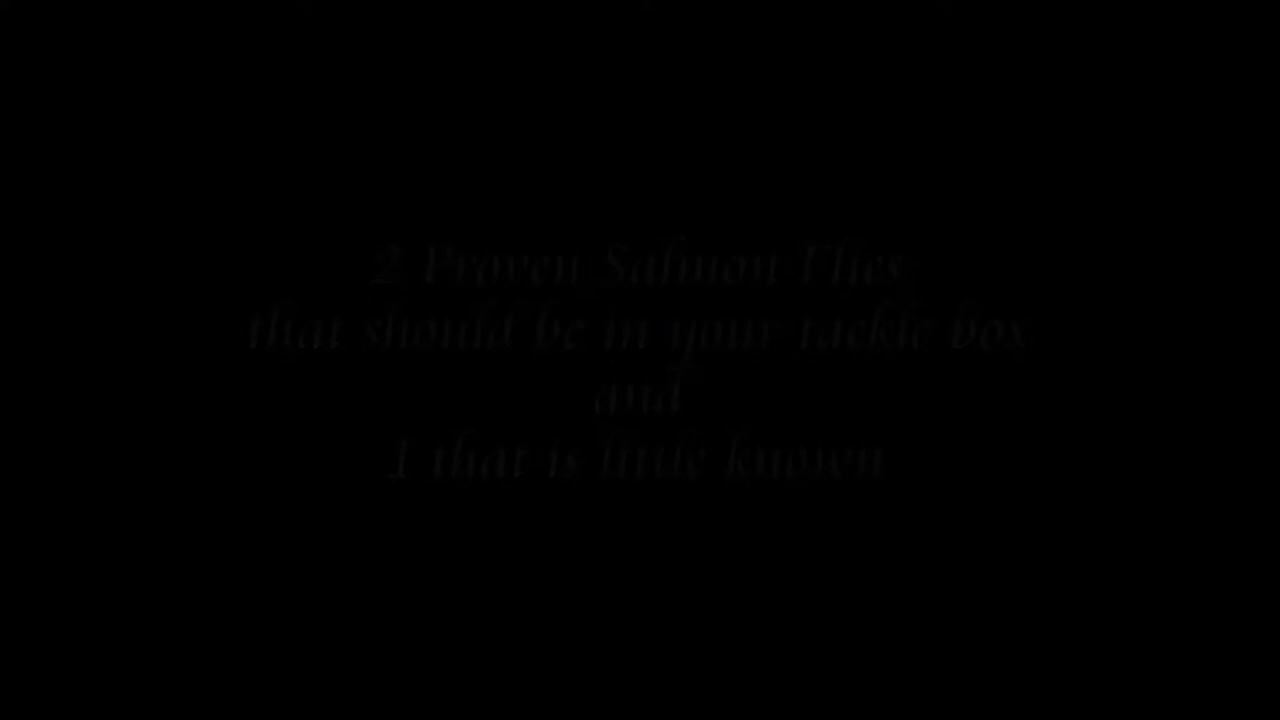 2 Proven Salmon Flies
that should be in your tackle box
and
1 that is little known